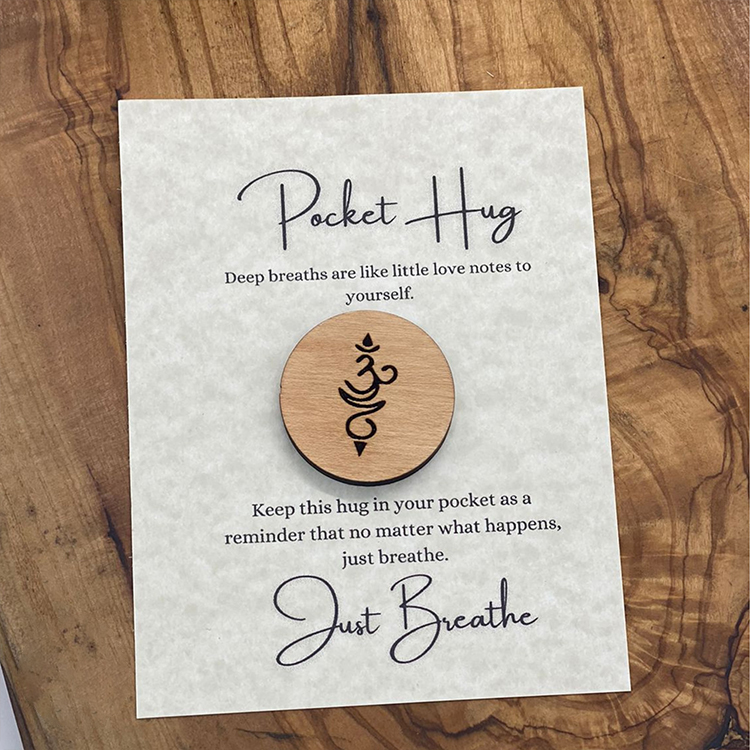 Pocket Hug
Deep breaths are like little love notes to
yourself.
Keep this hug in your pocket as a
reminder that no matter what happens,
just breathe.
Just Breathe